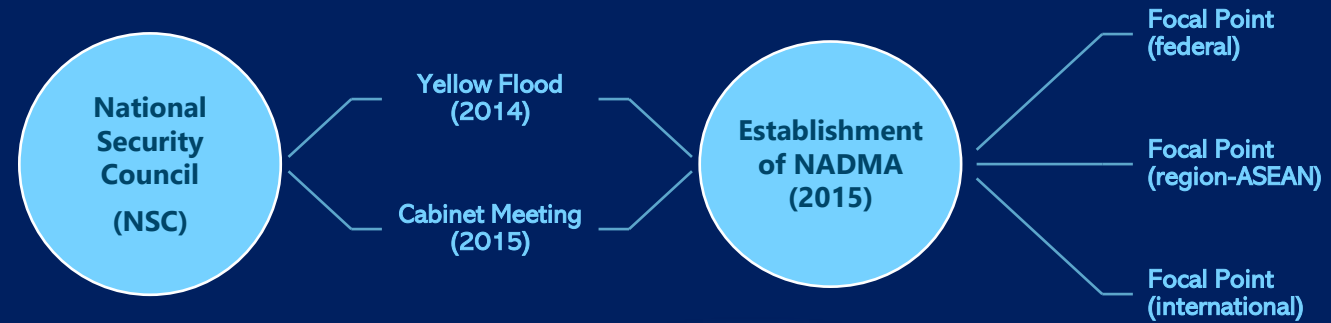 National
Security
Council
(NSC)
Yellow Flood
(2014)
Cabinet Meeting
(2015)
Establishment
of NADMA
(2015)
Focal Point
(federal)
Focal Point
(region-ASEAN)
Focal Point
(international)